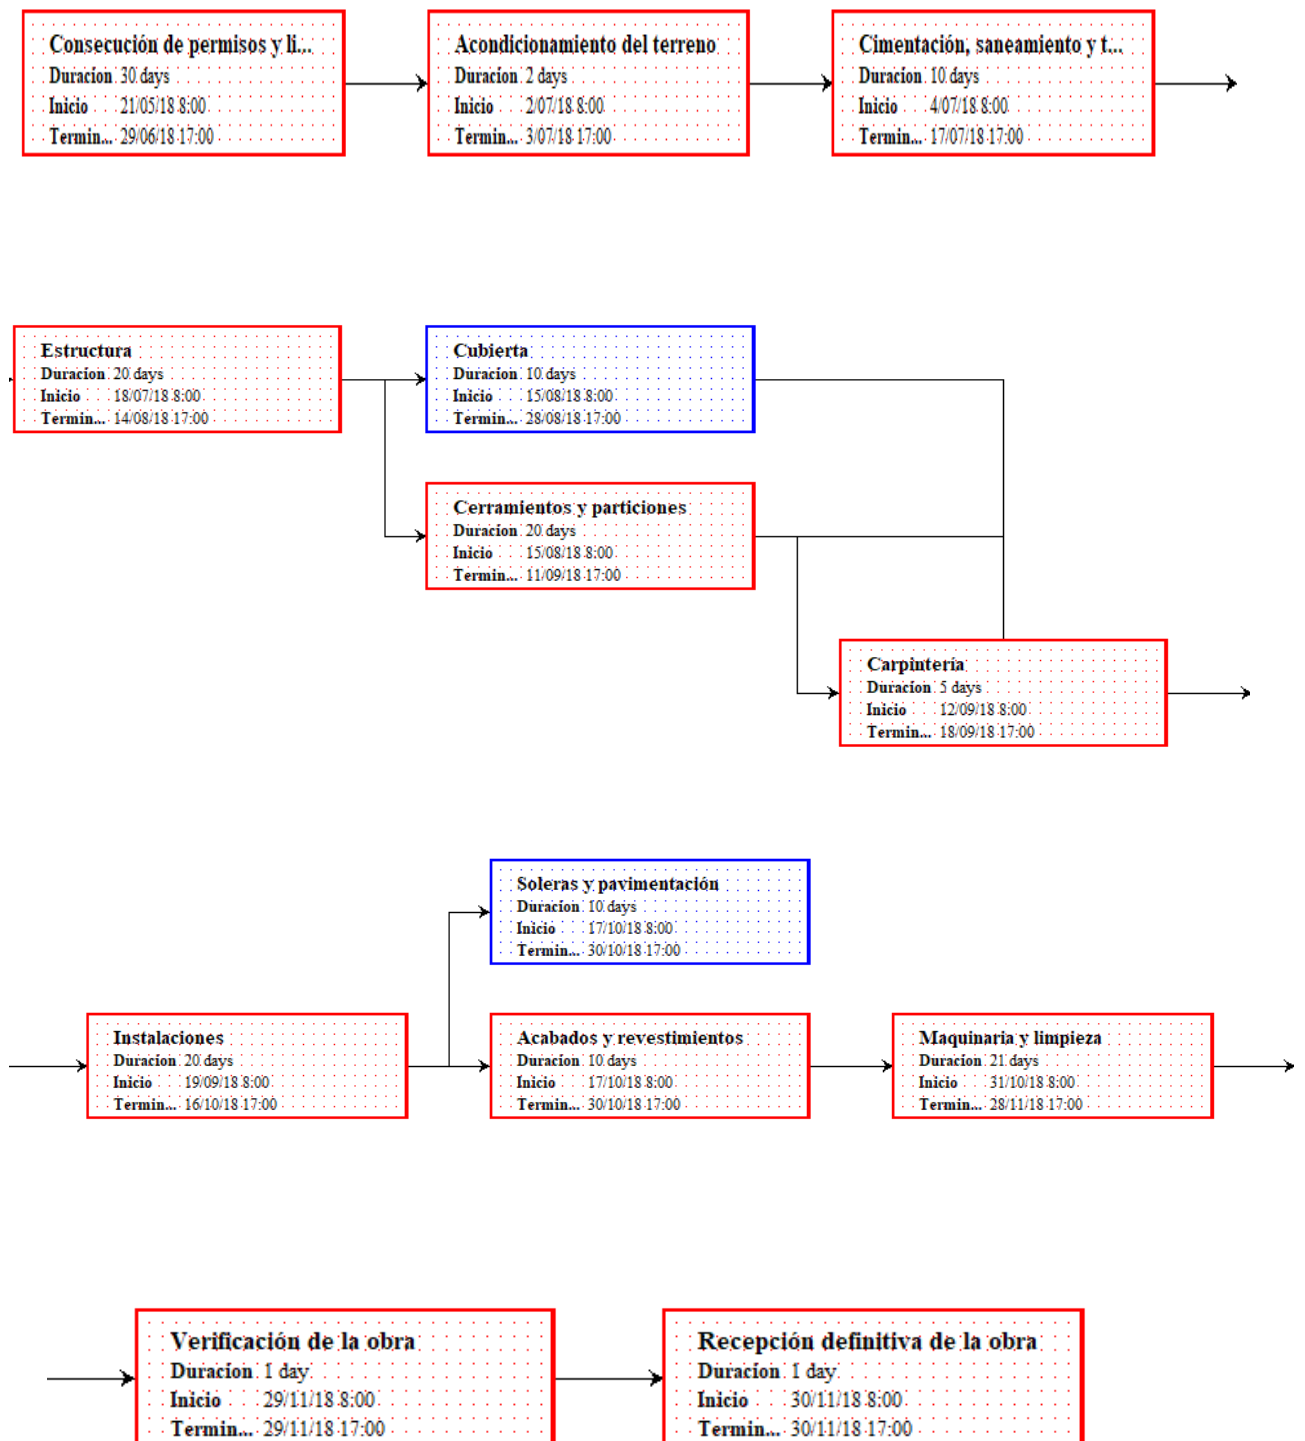 Consecución de permisos y li...
Duracion 30 days
Inicio 21/05/18 8:00
Termin... 29/06/18 17:00
Acondicionamiento del terreno
Duracion 2 days
Inicio 2/07/18 8:00
Termin... 3/07/18 17:00
Cimentación, saneamiento y t...
Duracion 10 days
Inicio 4/07/18 8:00
Termin... 17/07/18 17:00
Estructura
Duracion 20 days
Inicio 18/07/18 8:00
Termin... 14/08/18 17:00
Cubierta
Duracion 10 days
Inicio 15/08/18 8:00
Termin... 28/08/18 17:00
Cerramientos y particiones
Duracion 20 days
Inicio 15/08/18 8:00
Termin... 11/09/18 17:00
Carpintería
Duracion 5 days
Inicio 12/09/18 8:00
Termin... 18/09/18 17:00
Soleras y pavimentación
Duracion 10 days
Inicio 17/10/18 8:00
Termin... 30/10/18 17:00
Instalaciones
Duracion 20 days
Inicio 19/09/18 8:00
Termin... 16/10/18 17:00
Acabados y revestimientos
Duracion 10 days
Inicio 17/10/18 8:00
Termin... 30/10/18 17:00
Maquinaria y limpieza
Duracion 21 days
Inicio 31/10/18 8:00
Termin... 28/11/18 17:00
Verificación de la obra
Duracion 1 day
Inicio 29/11/18 8:00
Termin... 29/11/18 17:00
Recepción definitiva de la obra
Duracion 1 day
Inicio 30/11/18 8:00
Termin... 30/11/18 17:00